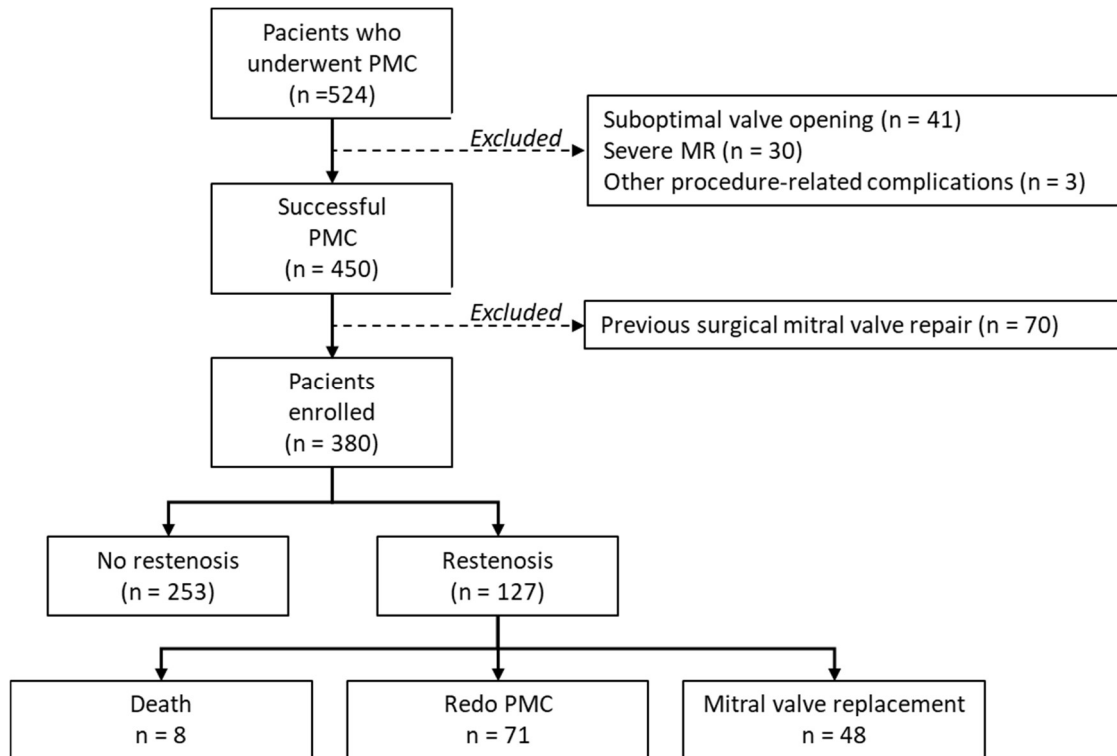 Pacients who
underwent PMC
(n =524)
Excluded
Suboptimal valve opening (n = 41)
Severe MR (n = 30)
Other procedure-related complications (n = 3)
Successful
PMC
(n = 450)
Excluded
Previous surgical mitral valve repair (n = 70)
Pacients
enrolled
(n = 380)
No restenosis
(n = 253)
Restenosis
(n = 127)
Death
n = 8
Redo PMC
n = 71
Mitral valve replacement
n = 48